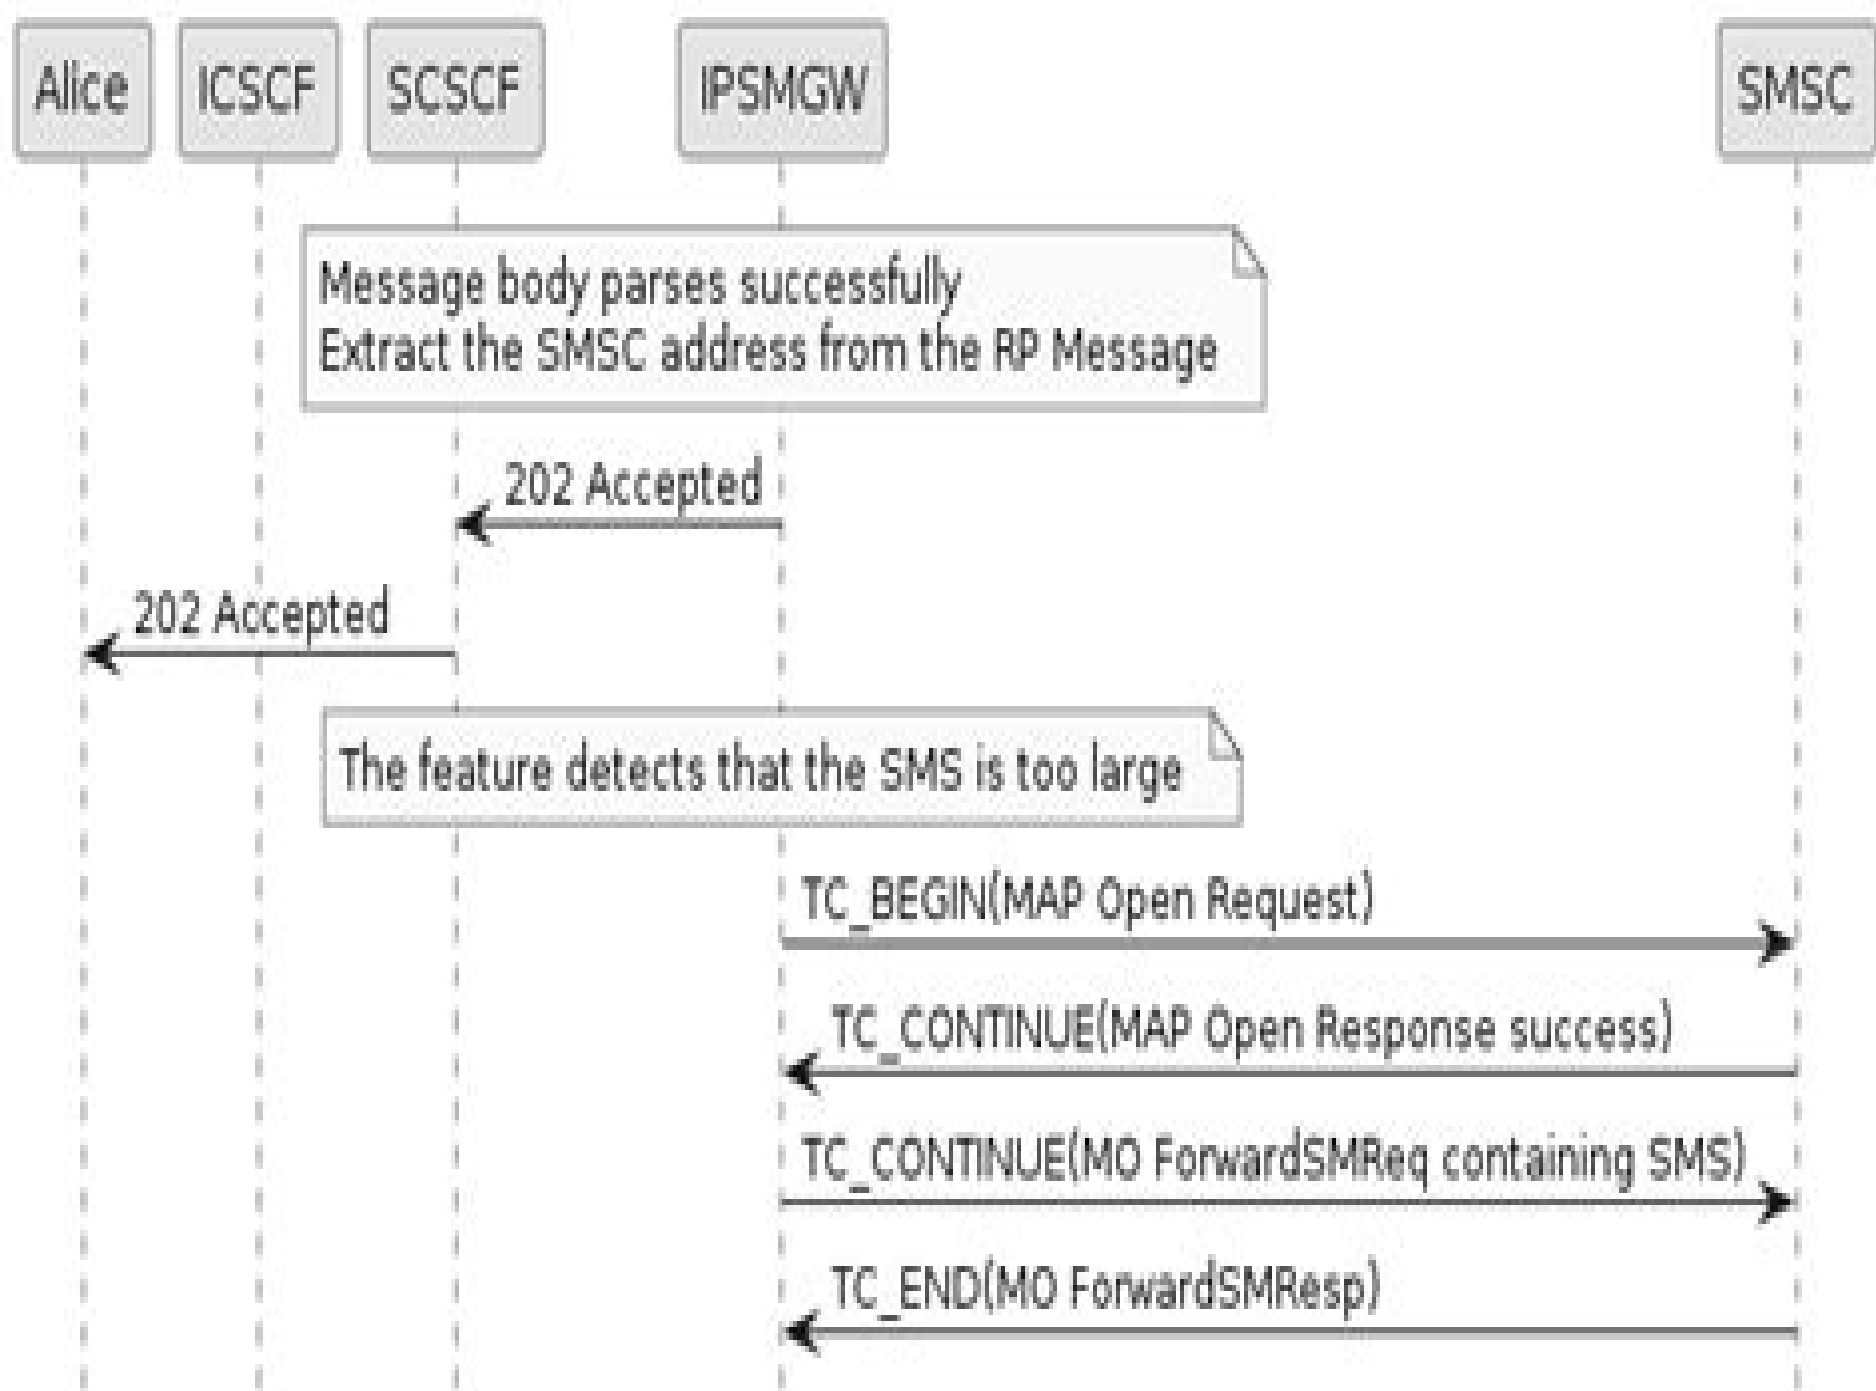 Alice
ICSCF
SCSCF
IPSMGW
SMSC
Message body parses successfully
Extract the SMSC address from the RP Message
202 Accepted
202 Accepted
The feature detects that the SMS is too large
TC_BEGIN(MAP Open Request)
TC_CONTINUE(MAP Open Response success)
TC_CONTINUE(MO ForwardSMReq containing SMS)
TC_END(MO ForwardSMResp)